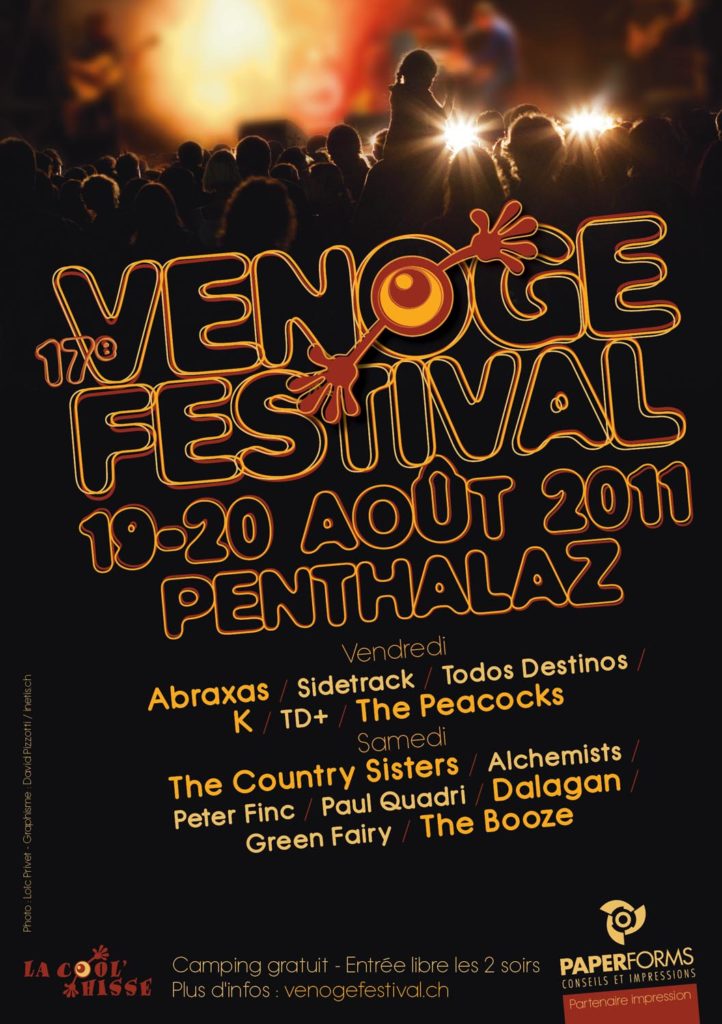 17e
VENOGE
FESTIVAL
19-20 AOÛT 2011
PENTHALAZ
Vendredi
Abraxas / Sidetrack / Todos Destinos /
K / TD+ / The Peacocks
Samedi
The Country Sisters / Alchemists /
Peter Finc / Paul Quadri / Dalagan /
Green Fairy / The Booze
Photo : Loïc Privet - Graphisme : David Pizzotti / inetis.ch
LA COOL'
HISSE
Camping gratuit - Entrée libre les 2 soirs
Plus d'infos : venogefestival.ch
PAPERFORMS
CONSEILS ET IMPRESSIONS
Partenaire impression